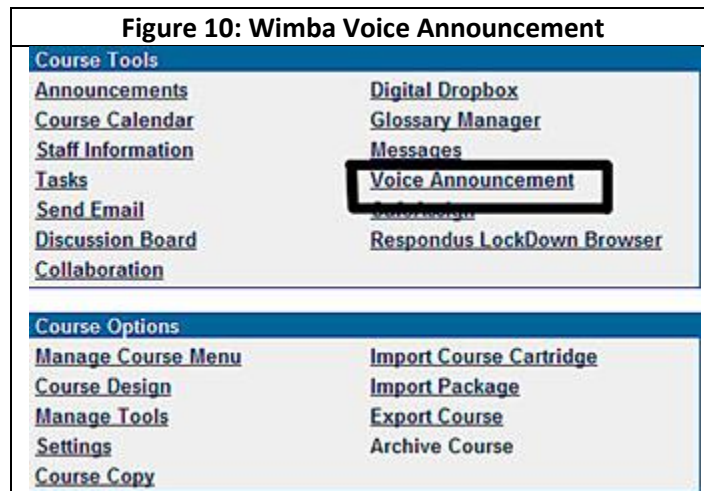 Figure 10: Wimba Voice Announcement
Course Tools
Announcements
Course Calendar
Staff Information
Tasks
Send Email
Discussion Board
Collaboration
Digital Dropbox
Glossary Manager
Messages
Voice Announcement
Respondus LockDown Browser
Course Options
Manage Course Menu
Course Design
Manage Tools
Settings
Course Copy
Import Course Cartridge
Import Package
Export Course
Archive Course